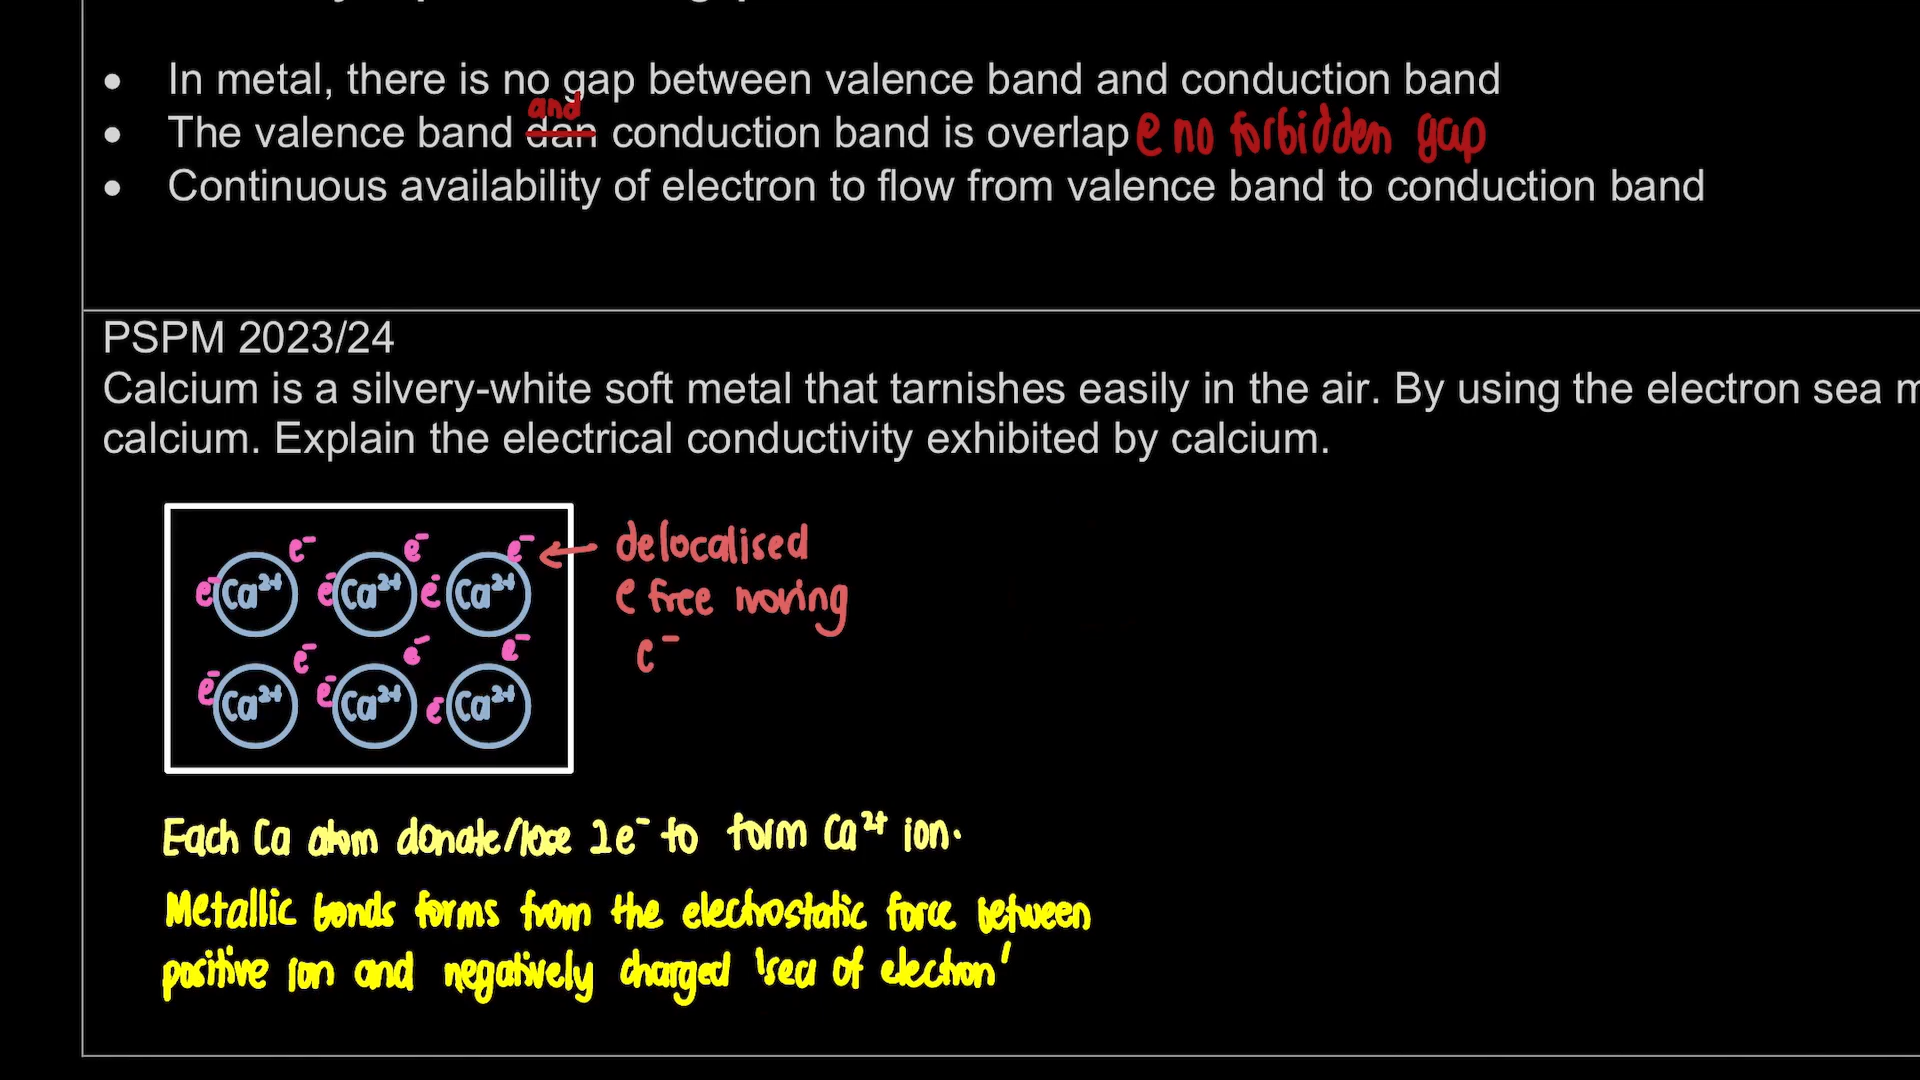 • In metal, there is no gap between valence band and conduction band
and
• The valence band dan conduction band is overlap e no forbidden gap
• Continuous availability of electron to flow from valence band to conduction band
PSPM 2023/24
Calcium is a silvery-white soft metal that tarnishes easily in the air. By using the electron sea m
calcium. Explain the electrical conductivity exhibited by calcium.
e⁻ e⁻ e⁻ delocalised
e⁻ Ca²⁺ e⁻ Ca²⁺ e⁻ Ca²⁺ e free moving
e⁻ e⁻ e⁻ e⁻
e⁻ Ca²⁺ e⁻ Ca²⁺ e⁻ Ca²⁺
Each Ca atom donate/lose 2e⁻ to form Ca²⁺ ion.
Metallic bonds forms from the electrostatic force between
positive ion and negatively charged 'sea of electron'